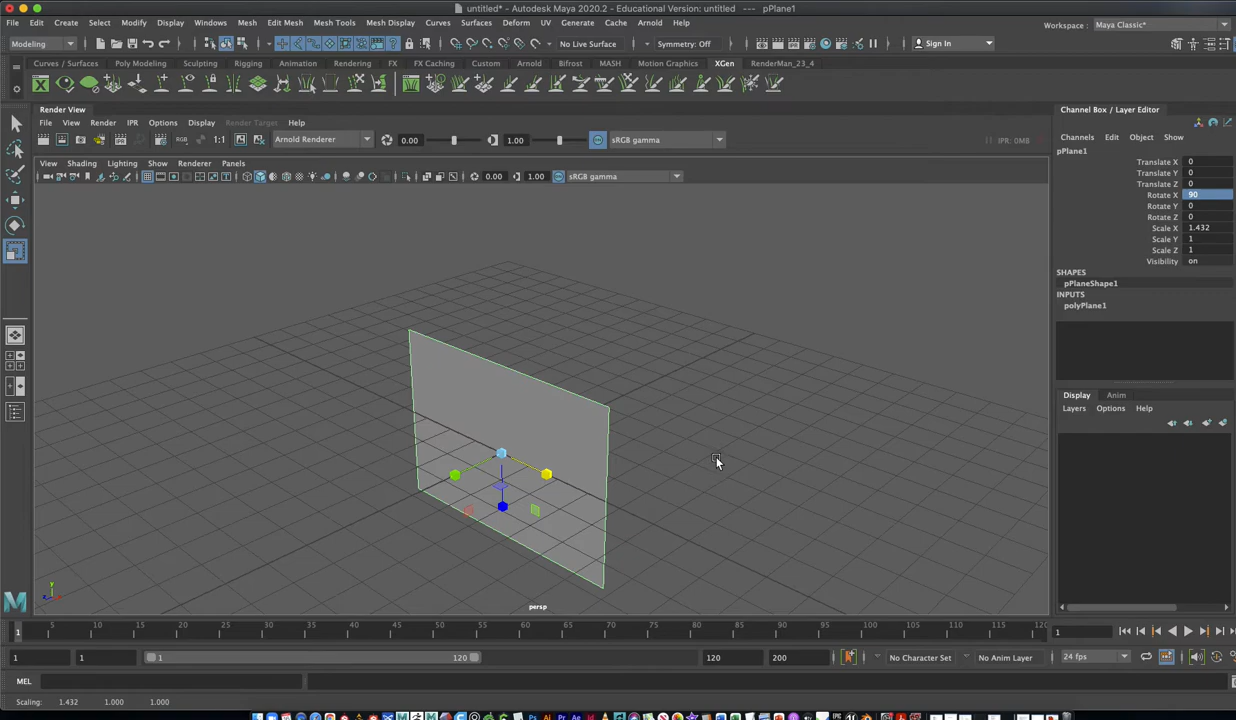 untitled* - Autodesk Maya 2020.2 - Educational Version: untitled --- pPlane1
File Edit Create Select Modify Display Windows Mesh Edit Mesh Mesh Tools Mesh Display Curves Surfaces Deform UV Generate Cache Arnold Help
Workspace : Maya Classic*
Modeling No Live Surface Symmetry: Off Sign In
Curves / Surfaces Poly Modeling Sculpting Rigging Animation Rendering FX FX Caching Custom Arnold Bifrost MASH Motion Graphics XGen RenderMan_23_4
Render View
File View Render IPR Options Display Render Target Help
RGB 1:1 IPR Arnold Renderer 0.00 1.00 sRGB gamma IPR: 0MB
View Shading Lighting Show Renderer Panels
0.00 1.00 sRGB gamma
persp
Channel Box / Layer Editor
Channels Edit Object Show
pPlane1
Translate X 0
Translate Y 0
Translate Z 0
Rotate X 90
Rotate Y 0
Rotate Z 0
Scale X 1.432
Scale Y 1
Scale Z 1
Visibility on
SHAPES
pPlaneShape1
INPUTS
polyPlane1
Display Anim
Layers Options Help
1 5 10 15 20 25 30 35 40 45 50 55 60 65 70 75 80 85 90 95 100 105 110 115 120 1
1 1 1 120 120 200 No Character Set No Anim Layer 24 fps
MEL
Scaling: 1.432 1.000 1.000